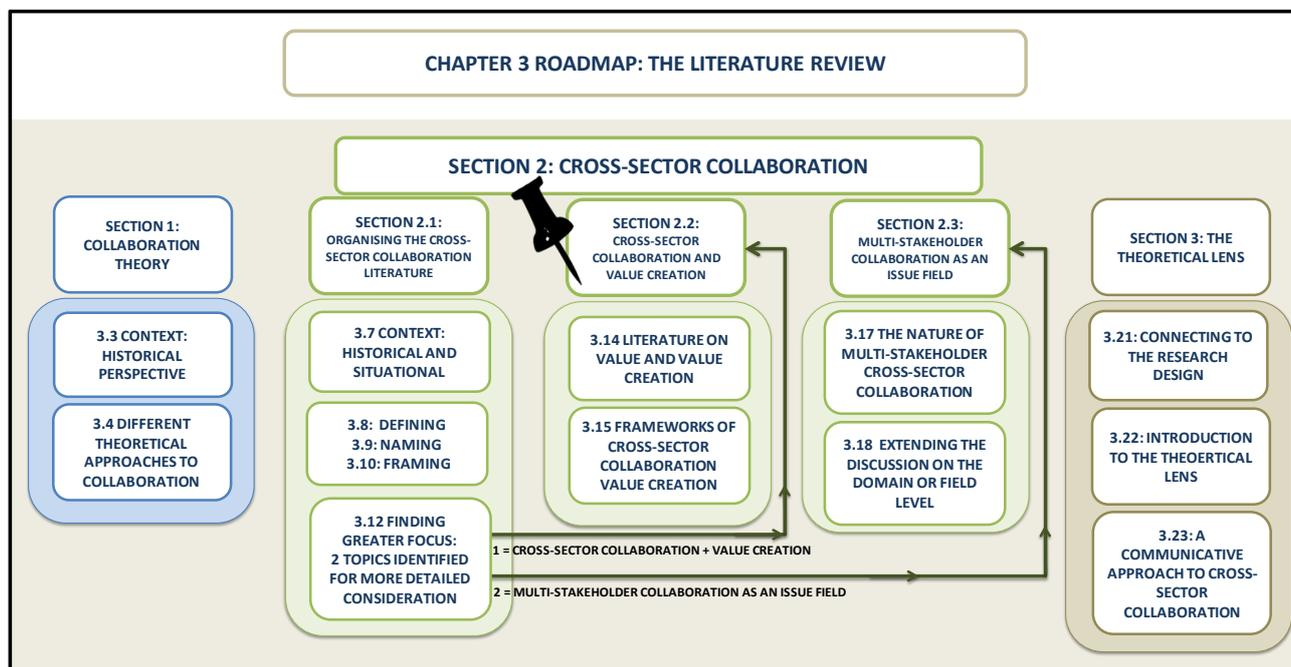 CHAPTER 3 ROADMAP: THE LITERATURE REVIEW
SECTION 2: CROSS-SECTOR COLLABORATION
SECTION 1:
COLLABORATION
THEORY
3.3 CONTEXT:
HISTORICAL
PERSPECTIVE
3.4 DIFFERENT
THEORETICAL
APPROACHES TO
COLLABORATION
SECTION 2.1:
ORGANISING THE CROSS-
SECTOR COLLABORATION
LITERATURE
3.7 CONTEXT:
HISTORICAL AND
SITUATIONAL
3.8: DEFINING
3.9: NAMING
3.10: FRAMING
3.12 FINDING
GREATER FOCUS:
2 TOPICS IDENTIFIED
FOR MORE DETAILED
CONSIDERATION
1 = CROSS-SECTOR COLLABORATION + VALUE CREATION
2 = MULTI-STAKEHOLDER COLLABORATION AS AN ISSUE FIELD
SECTION 2.2:
CROSS-SECTOR
COLLABORATION AND
VALUE CREATION
3.14 LITERATURE ON
VALUE AND VALUE
CREATION
3.15 FRAMEWORKS OF
CROSS-SECTOR
COLLABORATION
VALUE CREATION
SECTION 2.3:
MULTI-STAKEHOLDER
COLLABORATION AS AN
ISSUE FIELD
3.17 THE NATURE OF
MULTI-STAKEHOLDER
CROSS-SECTOR
COLLABORATION
3.18 EXTENDING THE
DISCUSSION ON THE
DOMAIN OR FIELD
LEVEL
SECTION 3: THE
THEORETICAL LENS
3.21: CONNECTING TO
THE RESEARCH
DESIGN
3.22: INTRODUCTION
TO THE THEORTICAL
LENS
3.23: A
COMMUNICATIVE
APPROACH TO CROSS-
SECTOR
COLLABORATION